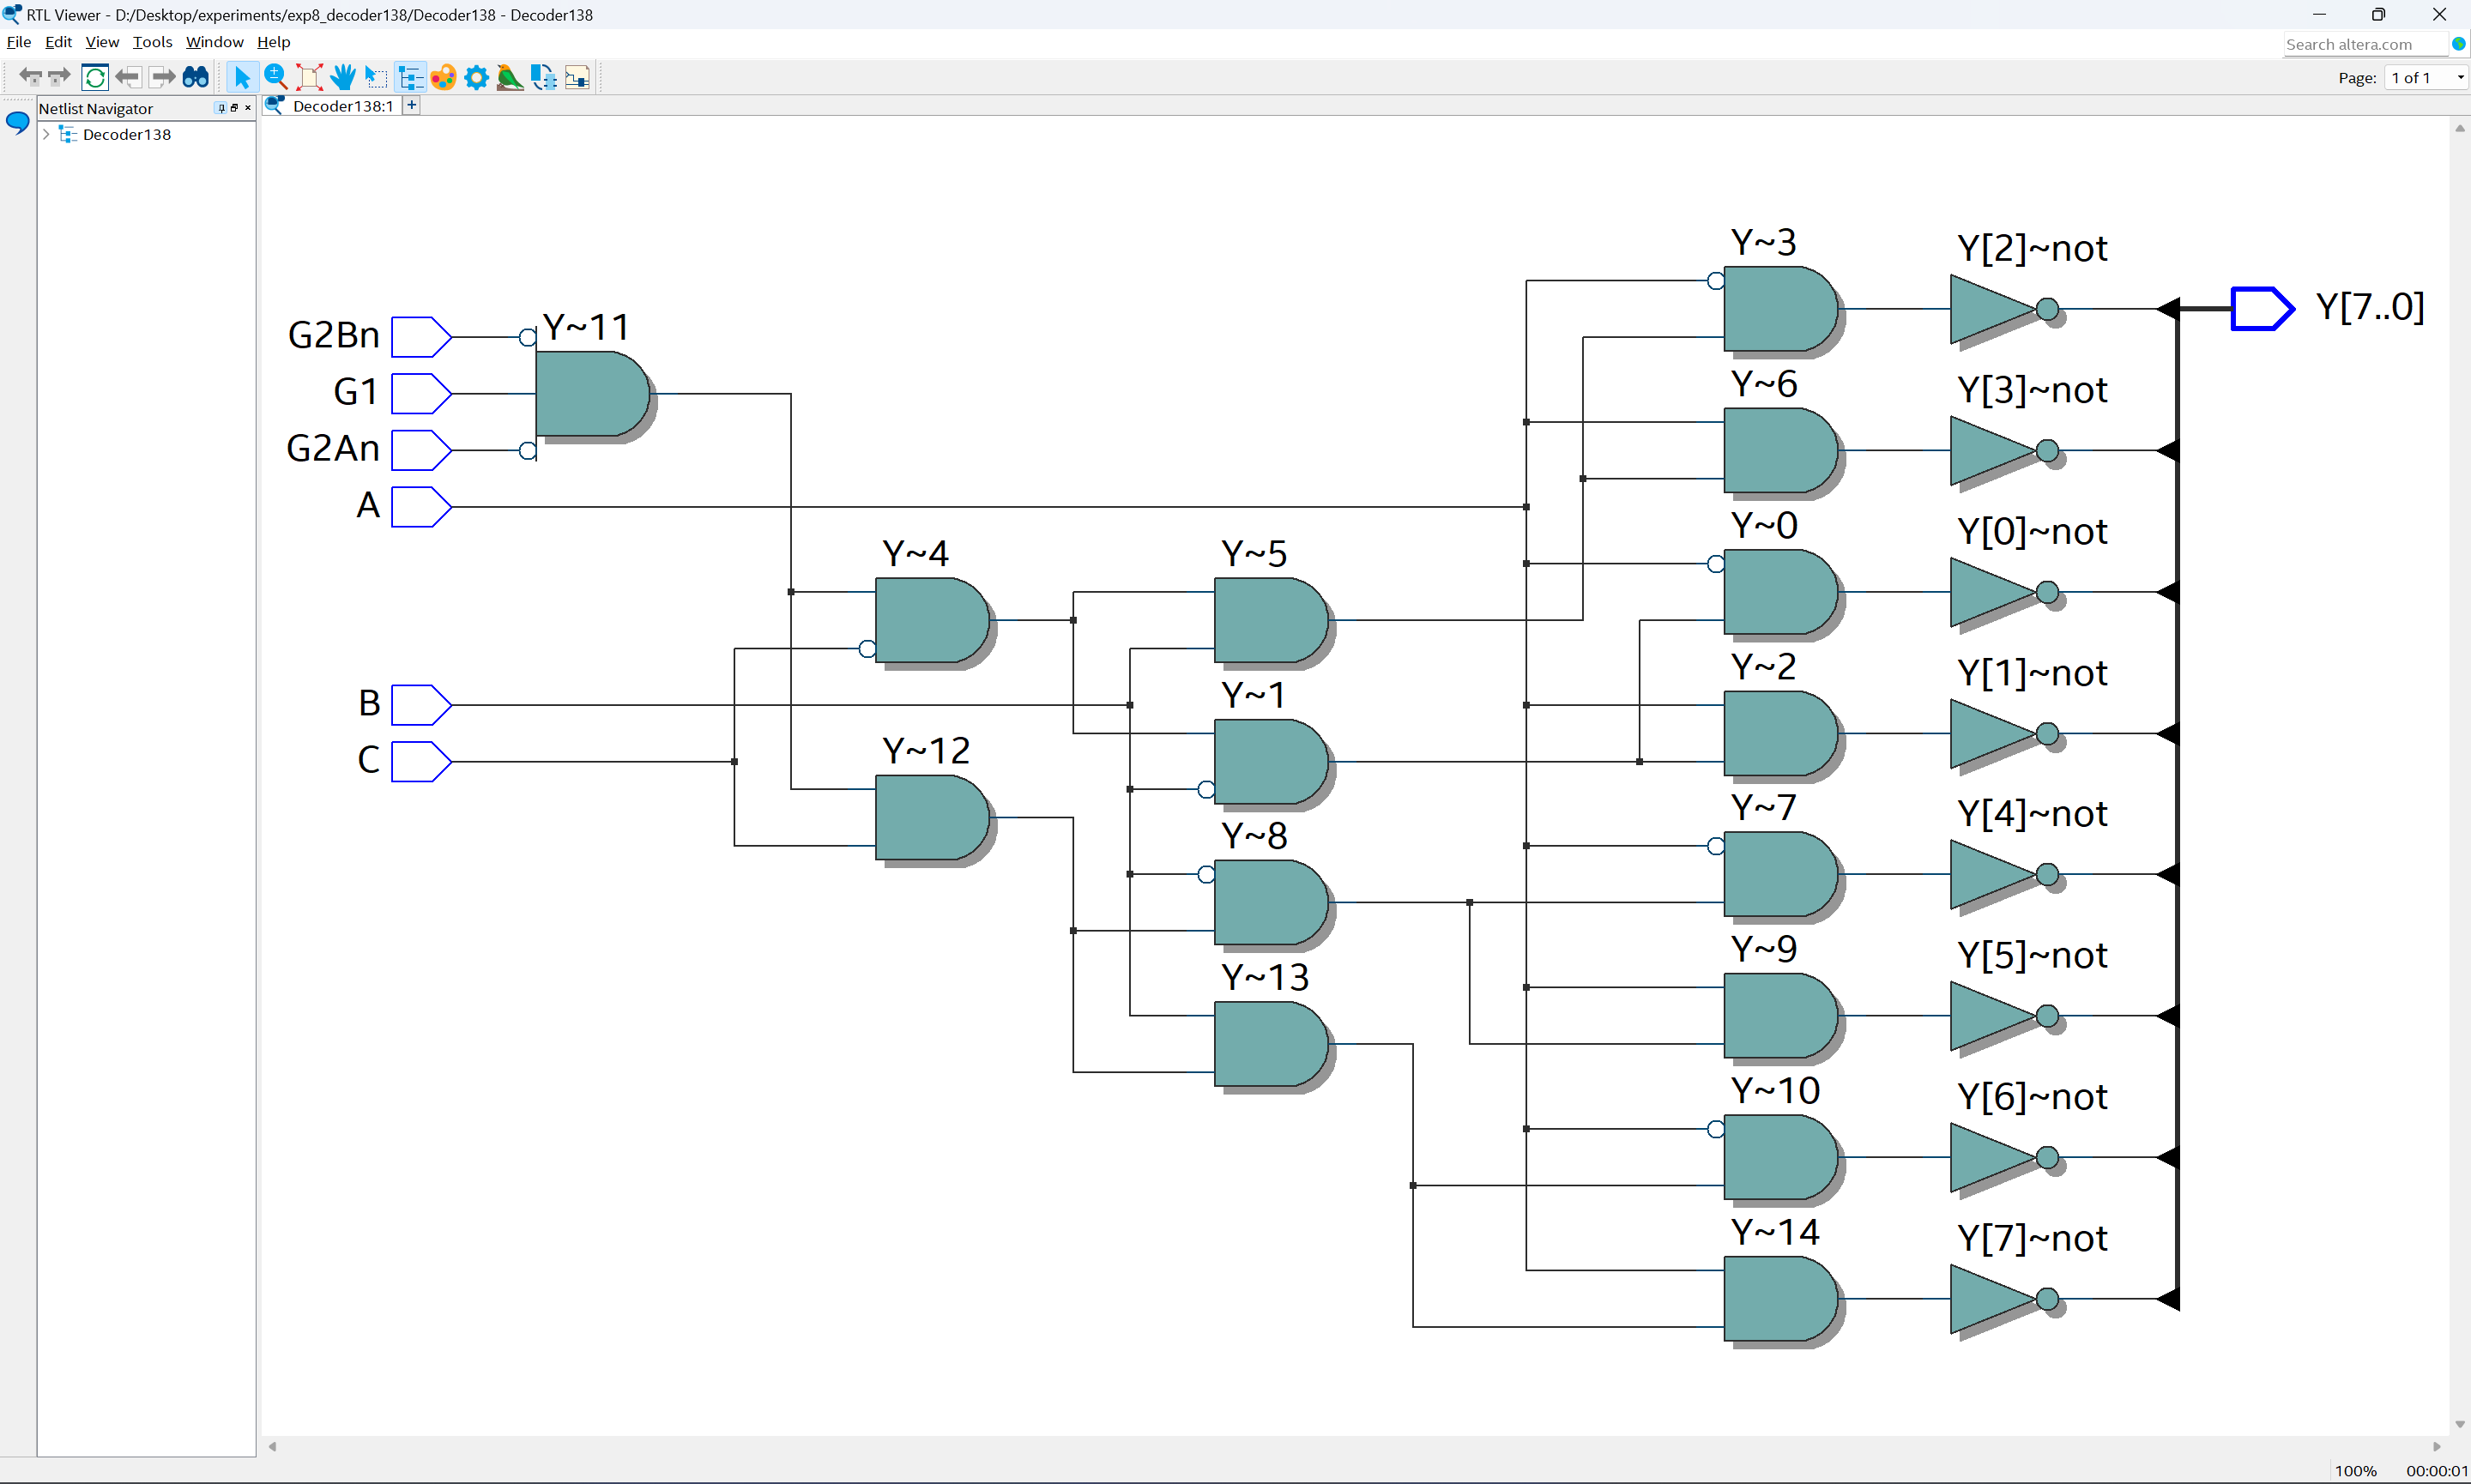 RTL Viewer - D:/Desktop/experiments/exp8_decoder138/Decoder138 - Decoder138
File Edit View Tools Window Help
Search altera.com
Page: 1 of 1
Netlist Navigator
Decoder138:1
Decoder138
Y~3
Y[2]~not
G2Bn
Y~11
Y[7..0]
G1
Y~6
Y[3]~not
G2An
A
Y~0
Y[0]~not
Y~4
Y~5
Y~2
Y[1]~not
B
Y~1
C
Y~12
Y~7
Y[4]~not
Y~8
Y~9
Y[5]~not
Y~13
Y~10
Y[6]~not
Y~14
Y[7]~not
100% 00:00:01